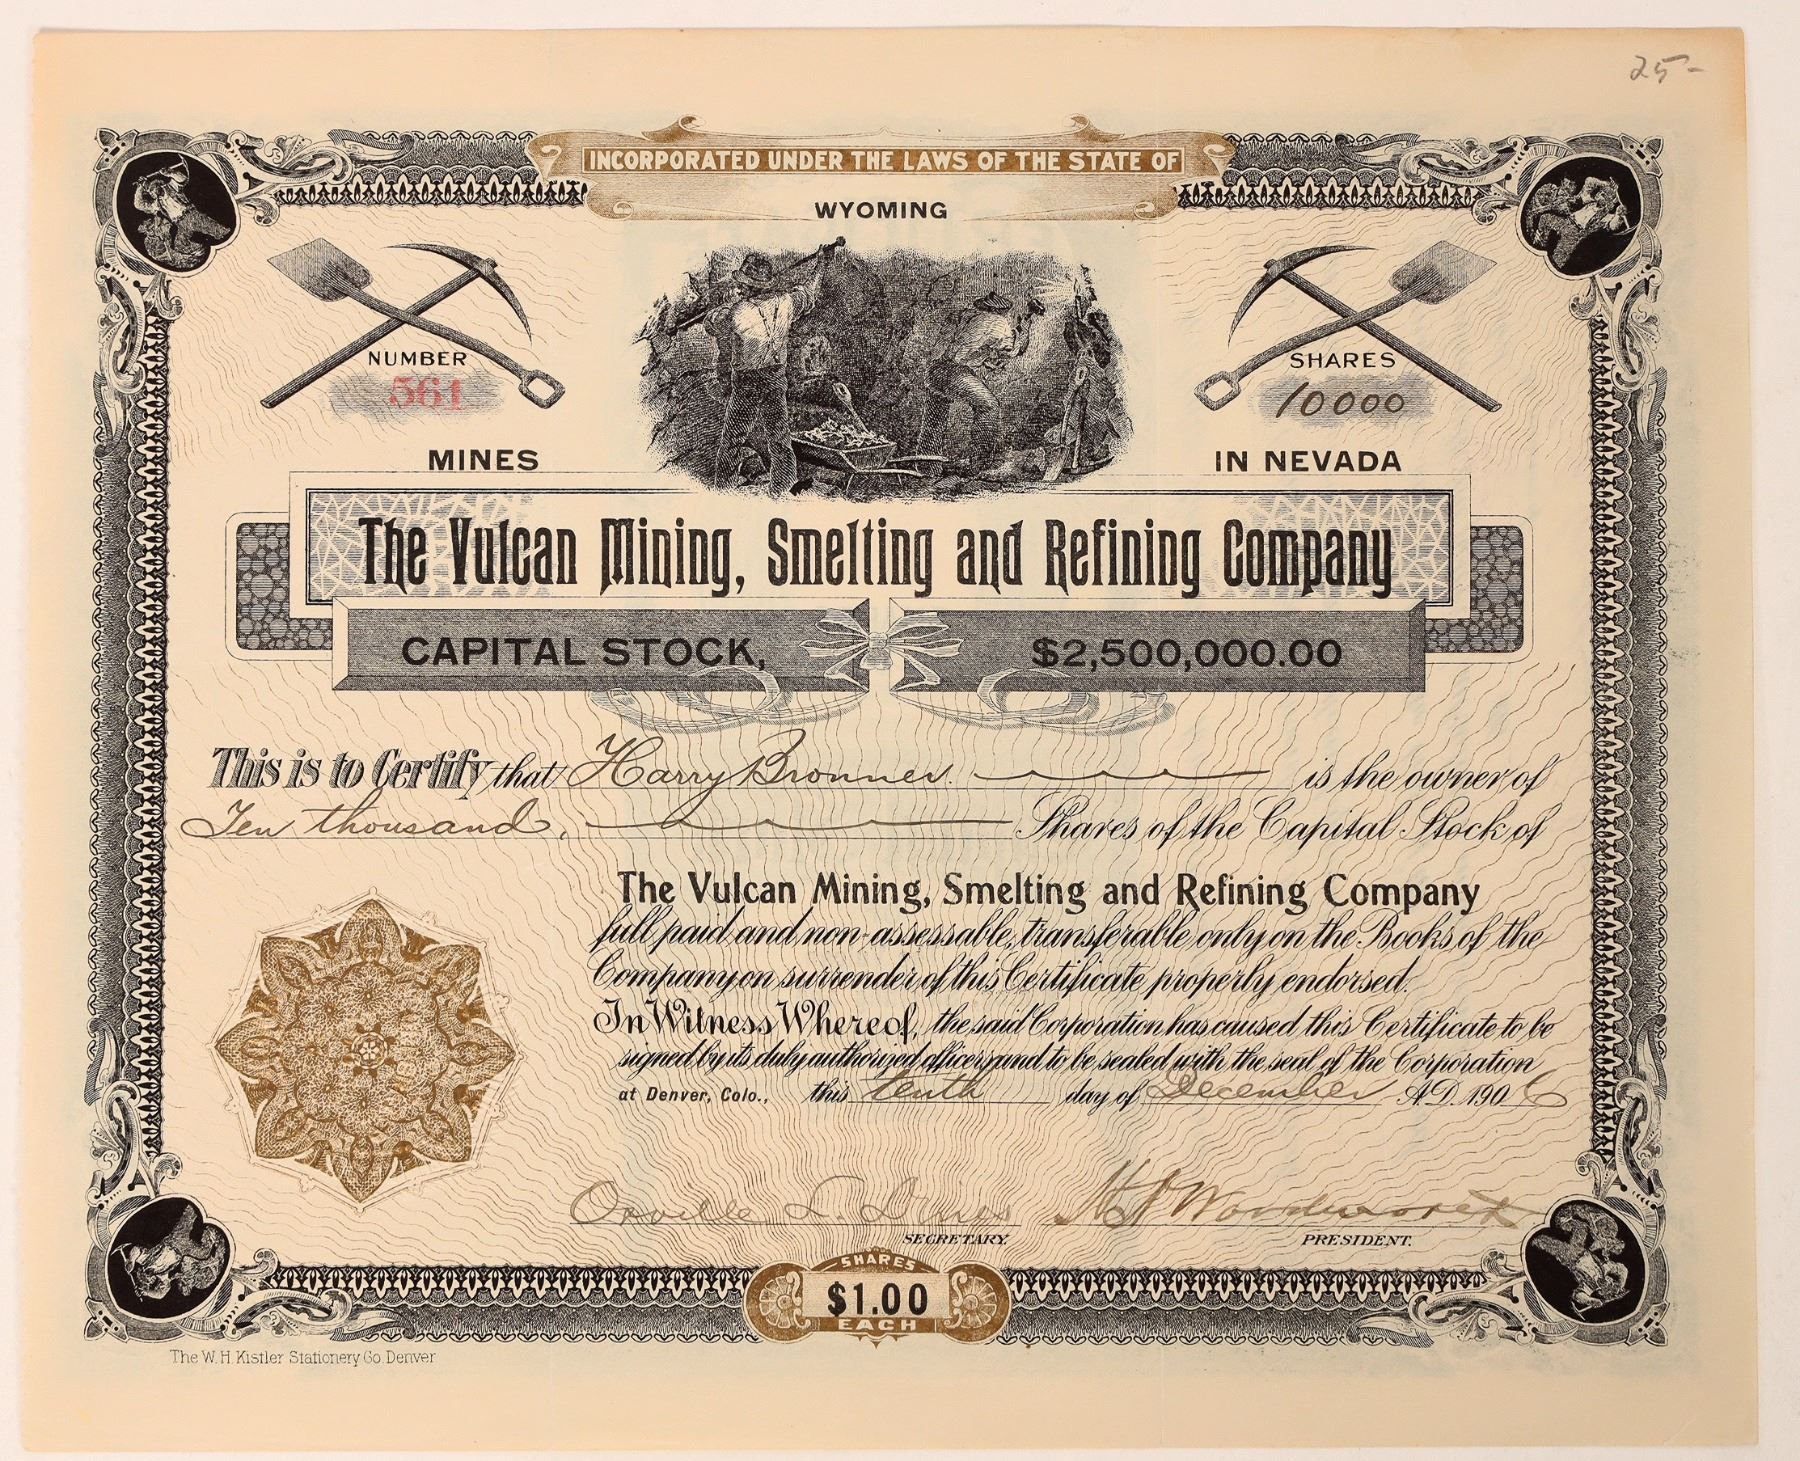 25-
INCORPORATED UNDER THE LAWS OF THE STATE OF
WYOMING
NUMBER
561
SHARES
10000
MINES
IN NEVADA
The Vulcan Mining, Smelting and Refining Company
CAPITAL STOCK, $2,500,000.00
This is to Certify that Harry Bronner is the owner of
Ten thousand, Shares of the Capital Stock of
The Vulcan Mining, Smelting and Refining Company
full paid and non-assessable, transferable only on the Books of the
Company on surrender of this Certificate properly endorsed.
In Witness Whereof, the said Corporation has caused this Certificate to be
signed by its duly authorized officers, and to be sealed with the seal of the Corporation
at Denver, Colo., this tenth day of December A.D. 1906
Orville L.
Woodworth
SECRETARY.
PRESIDENT.
SHARES
$1.00
EACH
The W. H. Kistler Stationery Co. Denver